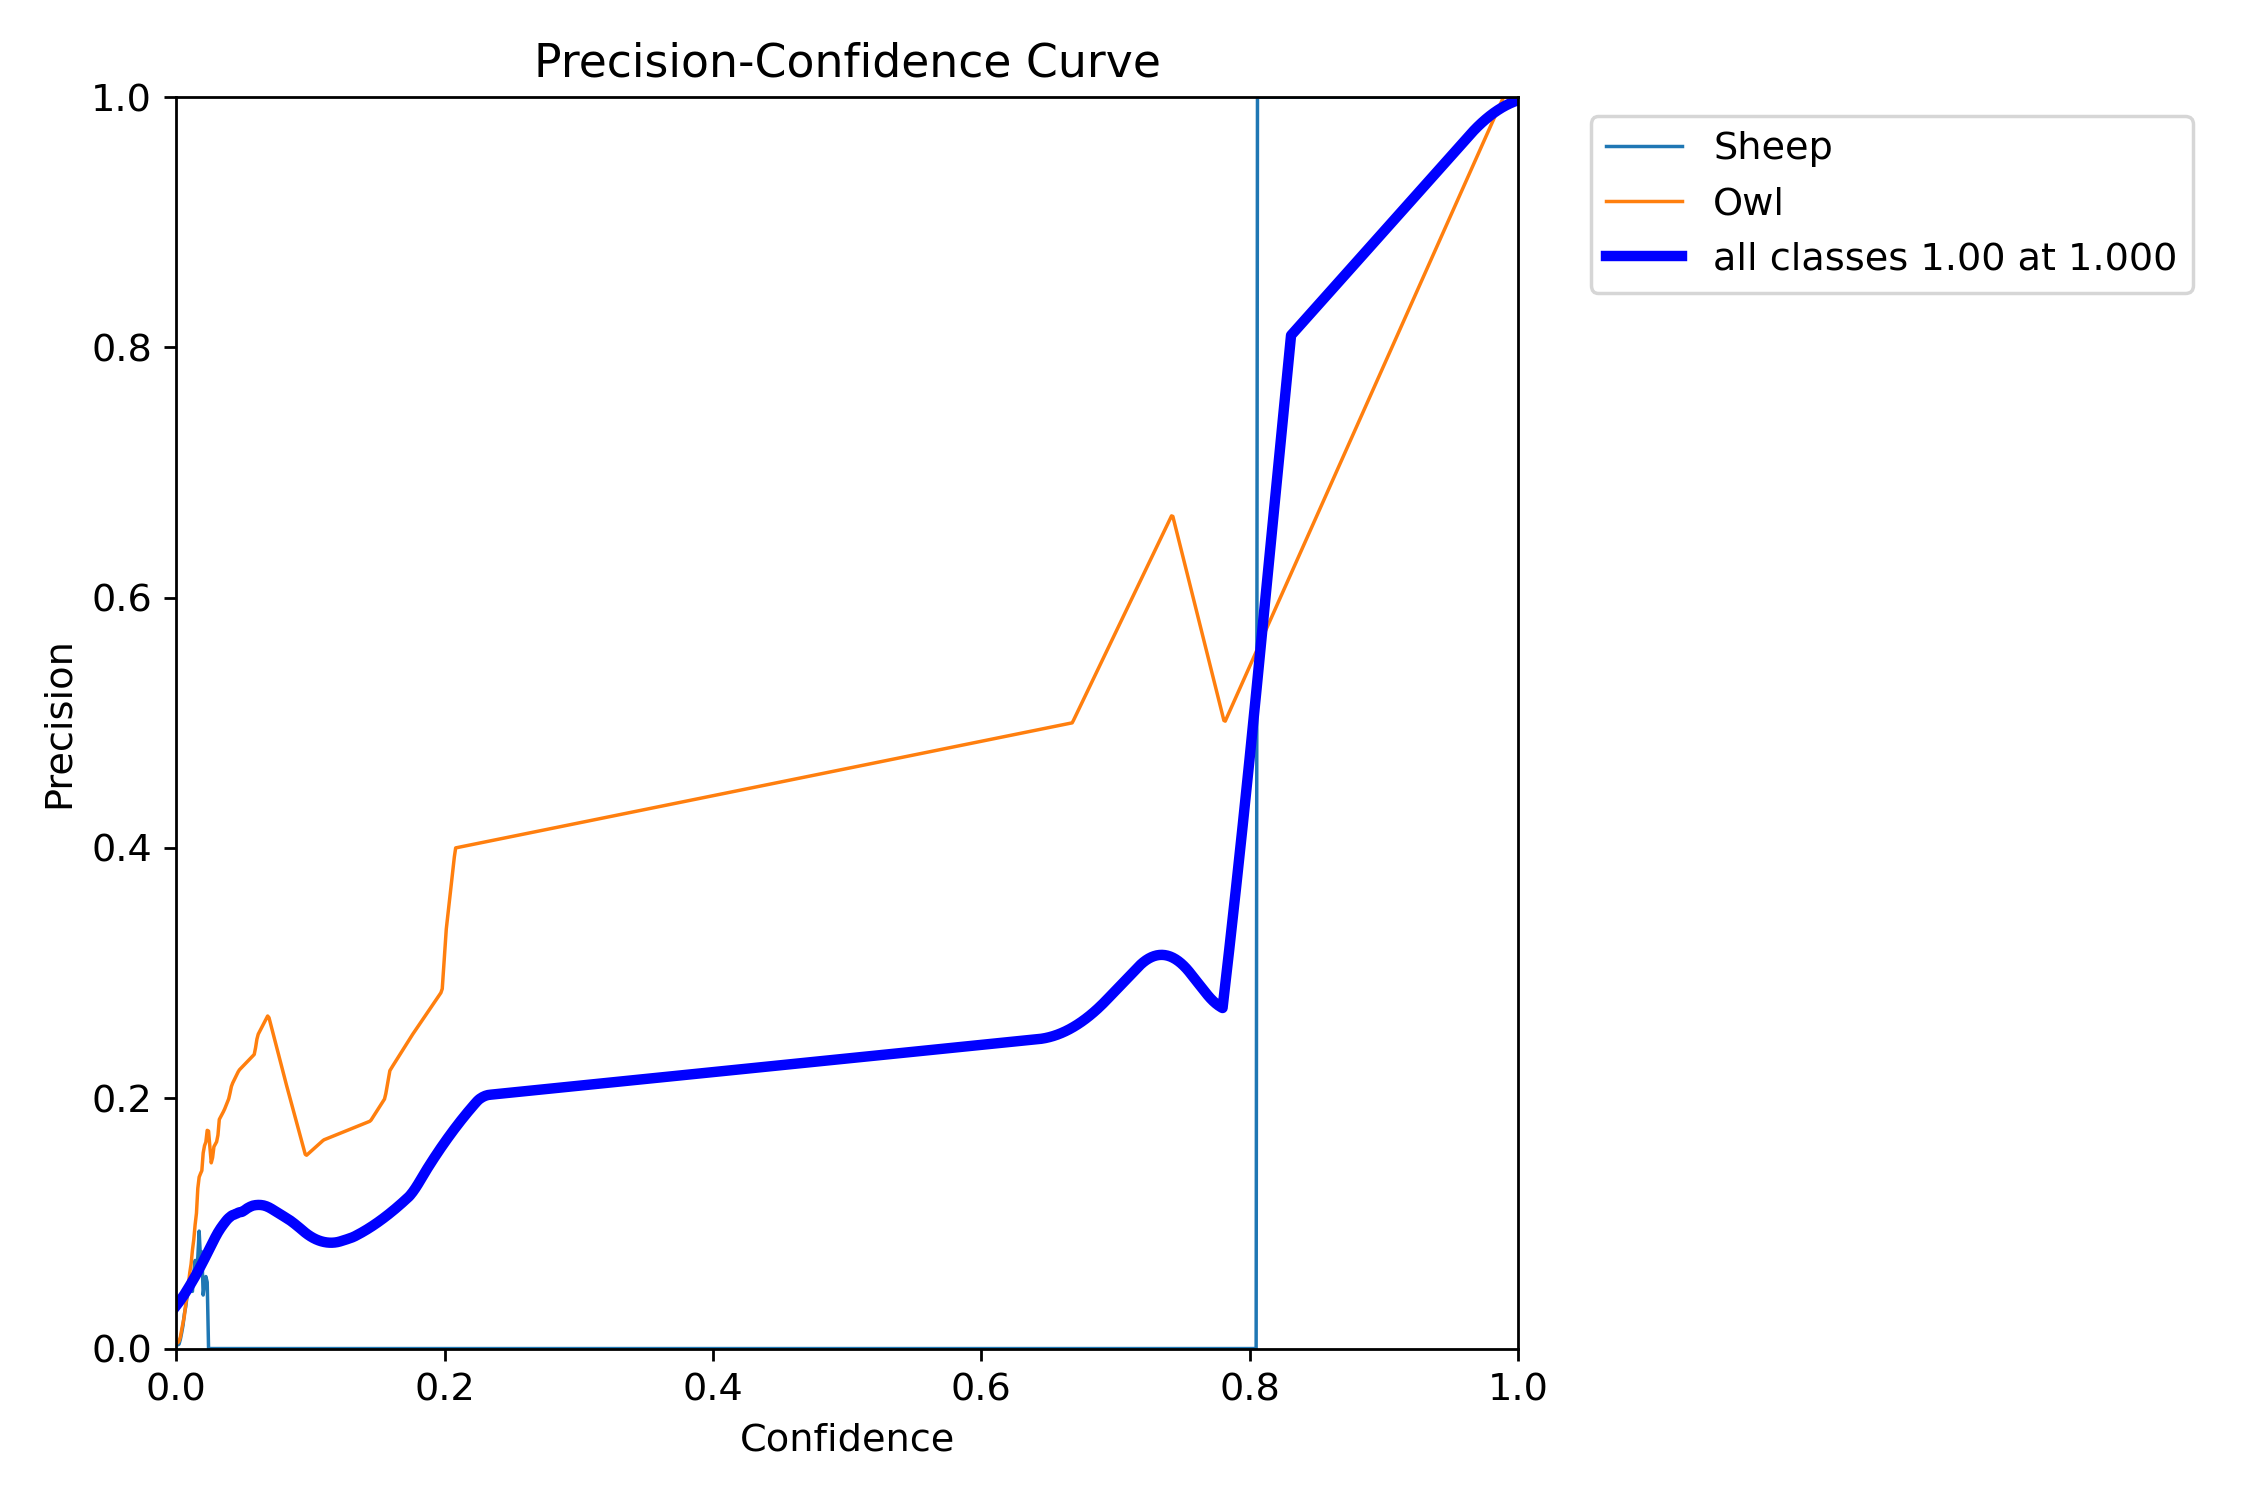 Precision-Confidence Curve
1.0
0.8
0.6
0.4
0.2
0.0
Precision
0.0 0.2 0.4 0.6 0.8 1.0
Confidence
Sheep
Owl
all classes 1.00 at 1.000